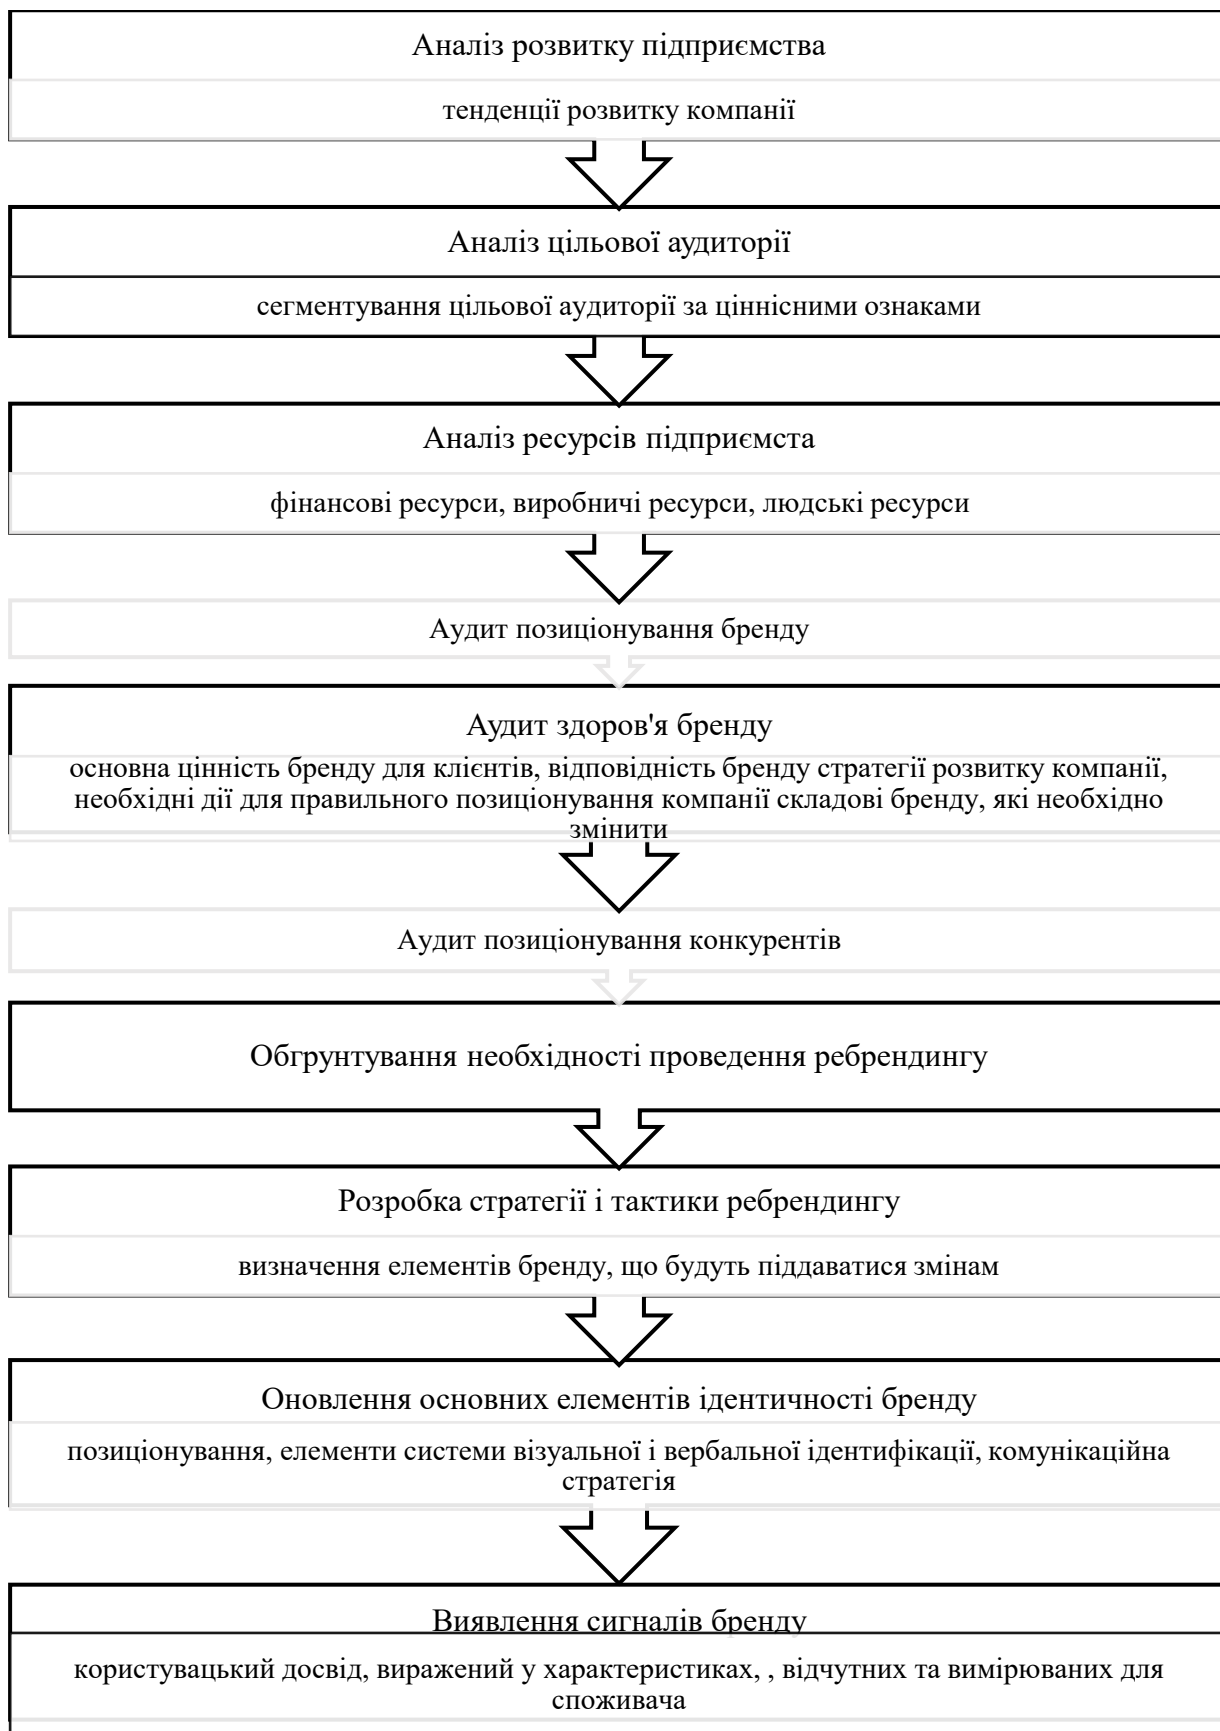 Аналіз розвитку підприємства
тенденції розвитку компанії
Аналіз цільової аудиторії
сегментування цільової аудиторії за ціннісними ознаками
Аналіз ресурсів підприємста
фінансові ресурси, виробничі ресурси, людські ресурси
Аудит позиціонування бренду
Аудит здоров'я бренду
основна цінність бренду для клієнтів, відповідність бренду стратегії розвитку компанії,
необхідні дії для правильного позиціонування компанії складові бренду, які необхідно
змінити
Аудит позиціонування конкурентів
Обгрунтування необхідності проведення ребрендингу
Розробка стратегії і тактики ребрендингу
визначення елементів бренду, що будуть піддаватися змінам
Оновлення основних елементів ідентичності бренду
позиціонування, елементи системи візуальної і вербальної ідентифікації, комунікаційна
стратегія
Виявлення сигналів бренду
користувацький досвід, виражений у характеристиках, , відчутних та вимірюваних для
споживача